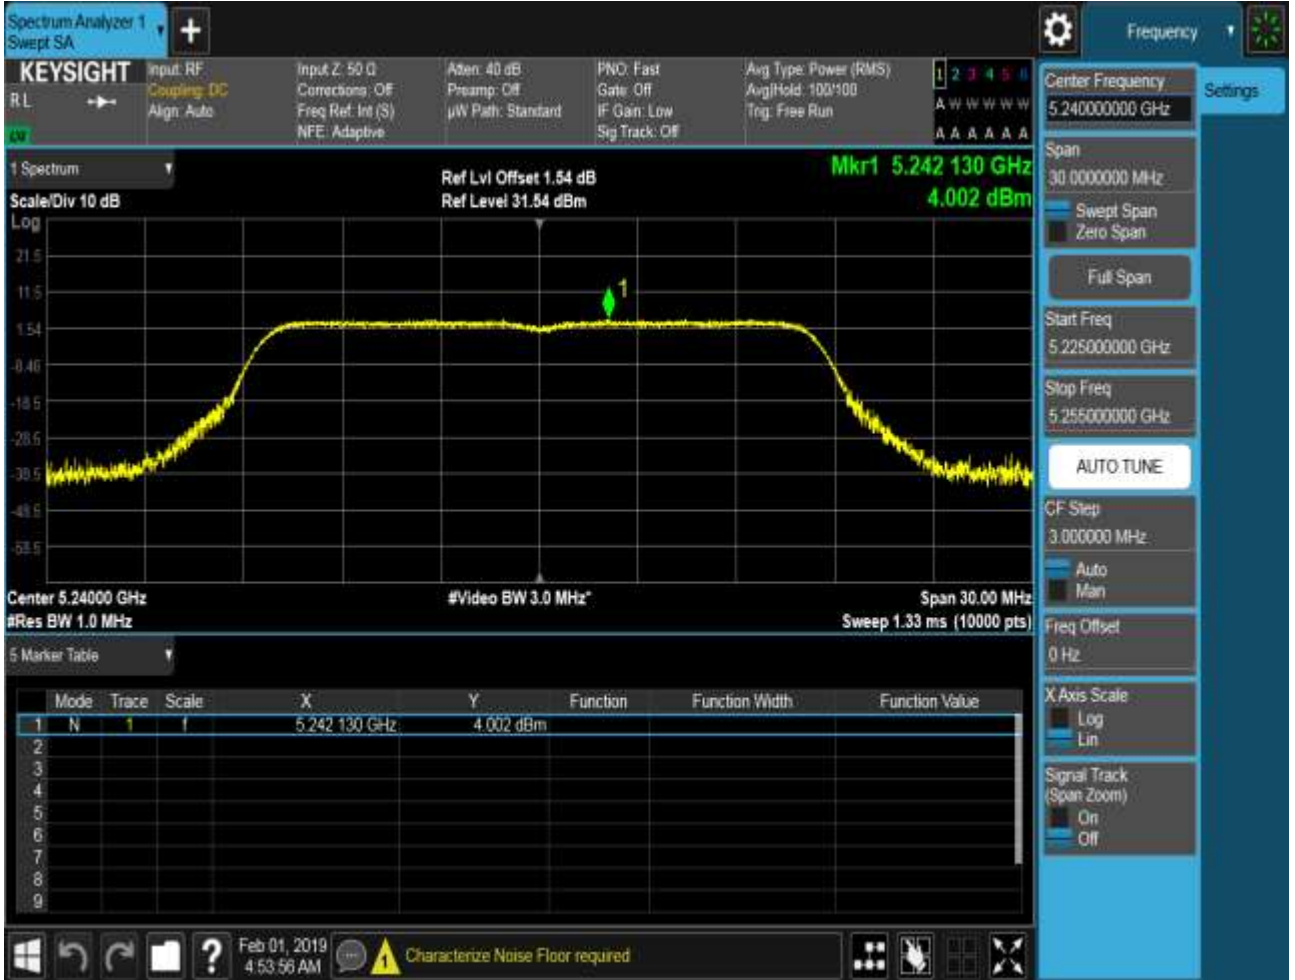 Spectrum Analyzer 1
Swept SA
+
Frequency
KEYSIGHT
RL
Input: RF
Coupling: DC
Align: Auto
Input Z: 50 Ω
Corrections: Off
Freq Ref: Int (S)
NFE: Adaptive
Atten: 40 dB
Preamp: Off
µW Path: Standard
PNO: Fast
Gate: Off
IF Gain: Low
Sig Track: Off
Avg Type: Power (RMS)
Avg|Hold: 100/100
Trig: Free Run
1 2 3 4 5 6
A W W W W W
A A A A A A
1 Spectrum
Scale/Div 10 dB
Ref Lvl Offset 1.54 dB
Ref Level 31.54 dBm
Mkr1 5.242 130 GHz
4.002 dBm
Log
21.5
11.5
1.54
-8.46
-18.5
-28.5
-38.5
-48.5
-58.5
1
Center 5.24000 GHz
#Res BW 1.0 MHz
#Video BW 3.0 MHz*
Span 30.00 MHz
Sweep 1.33 ms (10000 pts)
5 Marker Table
Mode Trace Scale X Y Function Function Width Function Value
1 N 1 f 5.242 130 GHz 4.002 dBm
2
3
4
5
6
7
8
9
Feb 01, 2019
4:53:56 AM
1
Characterize Noise Floor required
Settings
Center Frequency
5.240000000 GHz
Span
30.0000000 MHz
Swept Span
Zero Span
Full Span
Start Freq
5.225000000 GHz
Stop Freq
5.255000000 GHz
AUTO TUNE
CF Step
3.000000 MHz
Auto
Man
Freq Offset
0 Hz
X Axis Scale
Log
Lin
Signal Track
(Span Zoom)
On
Off